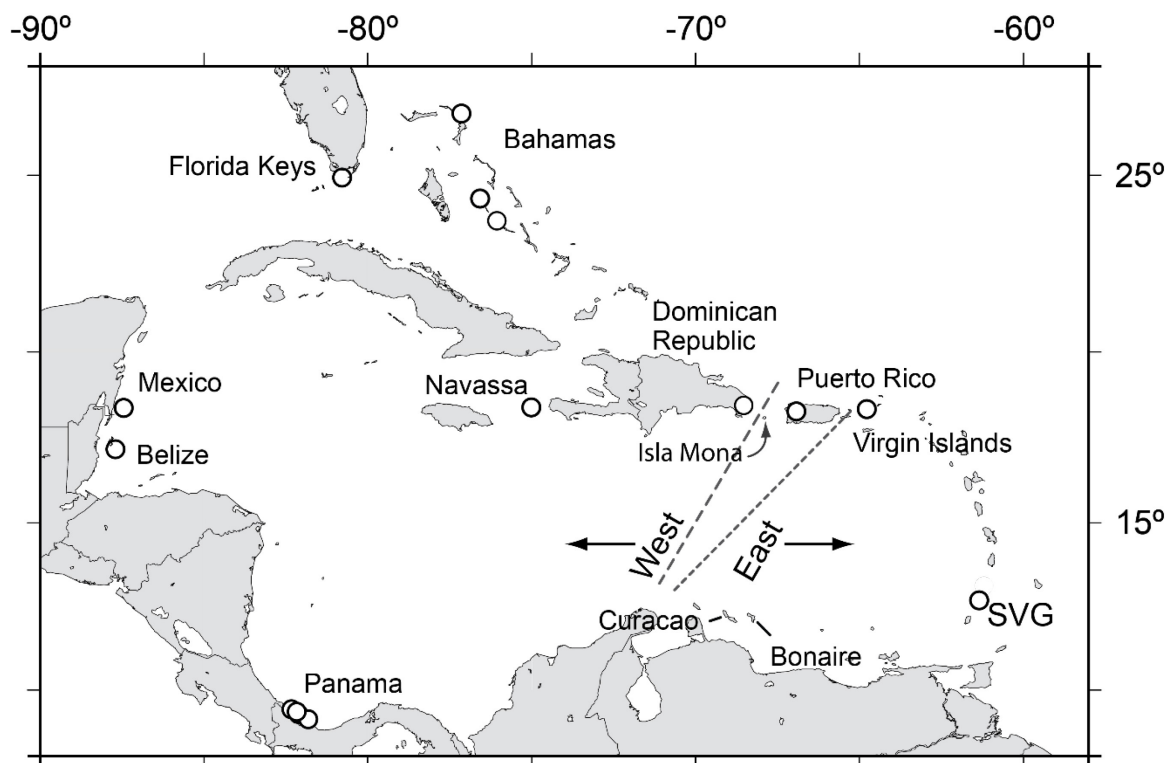 -90º -80º -70º -60º
Bahamas
Florida Keys
25º
Dominican
Republic
Mexico
Navassa
Puerto Rico
Isla Mona
Virgin Islands
Belize
West
East
15º
Curacao
SVG
Bonaire
Panama